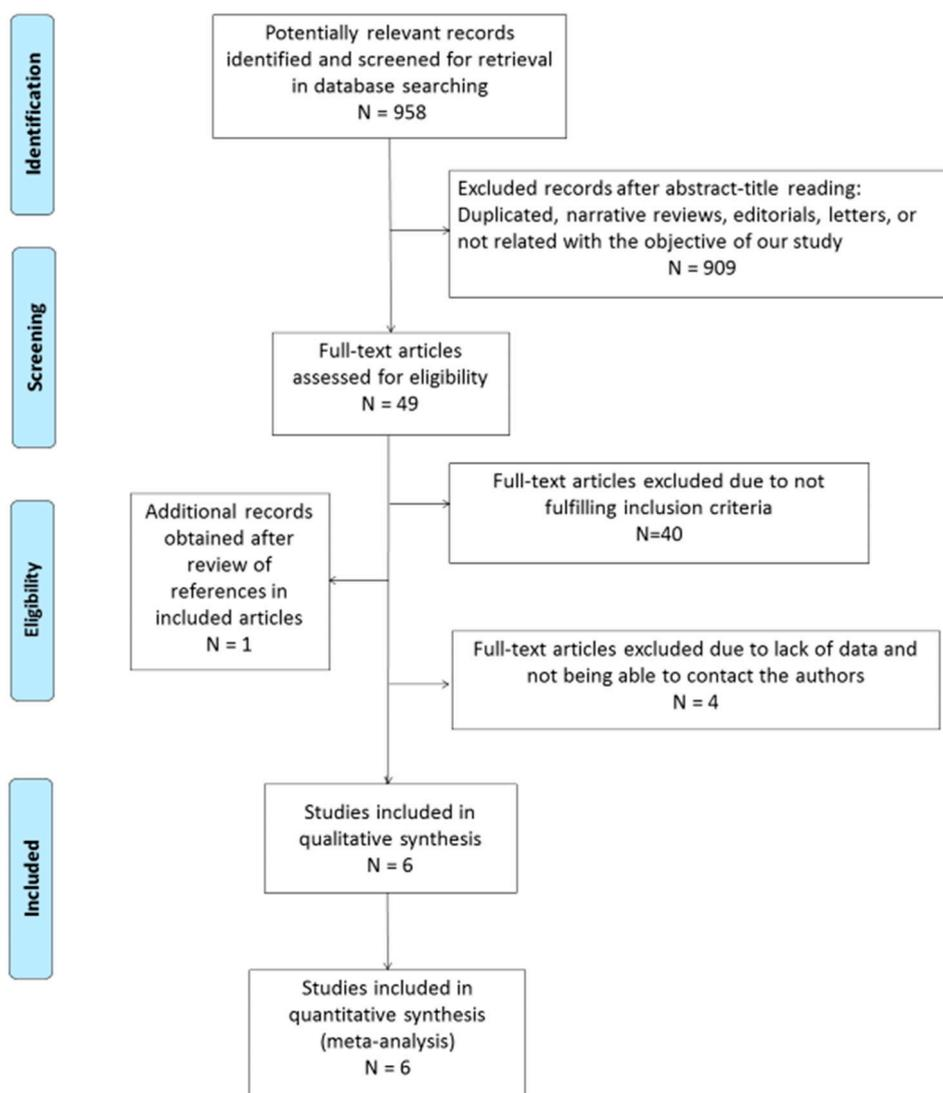 Identification
Potentially relevant records
identified and screened for retrieval
in database searching
N = 958
Excluded records after abstract-title reading:
Duplicated, narrative reviews, editorials, letters, or
not related with the objective of our study
N = 909
Screening
Full-text articles
assessed for eligibility
N = 49
Eligibility
Full-text articles excluded due to not
fulfilling inclusion criteria
N=40
Additional records
obtained after
review of
references in
included articles
N = 1
Full-text articles excluded due to lack of data and
not being able to contact the authors
N = 4
Included
Studies included in
qualitative synthesis
N = 6
Studies included in
quantitative synthesis
(meta-analysis)
N = 6